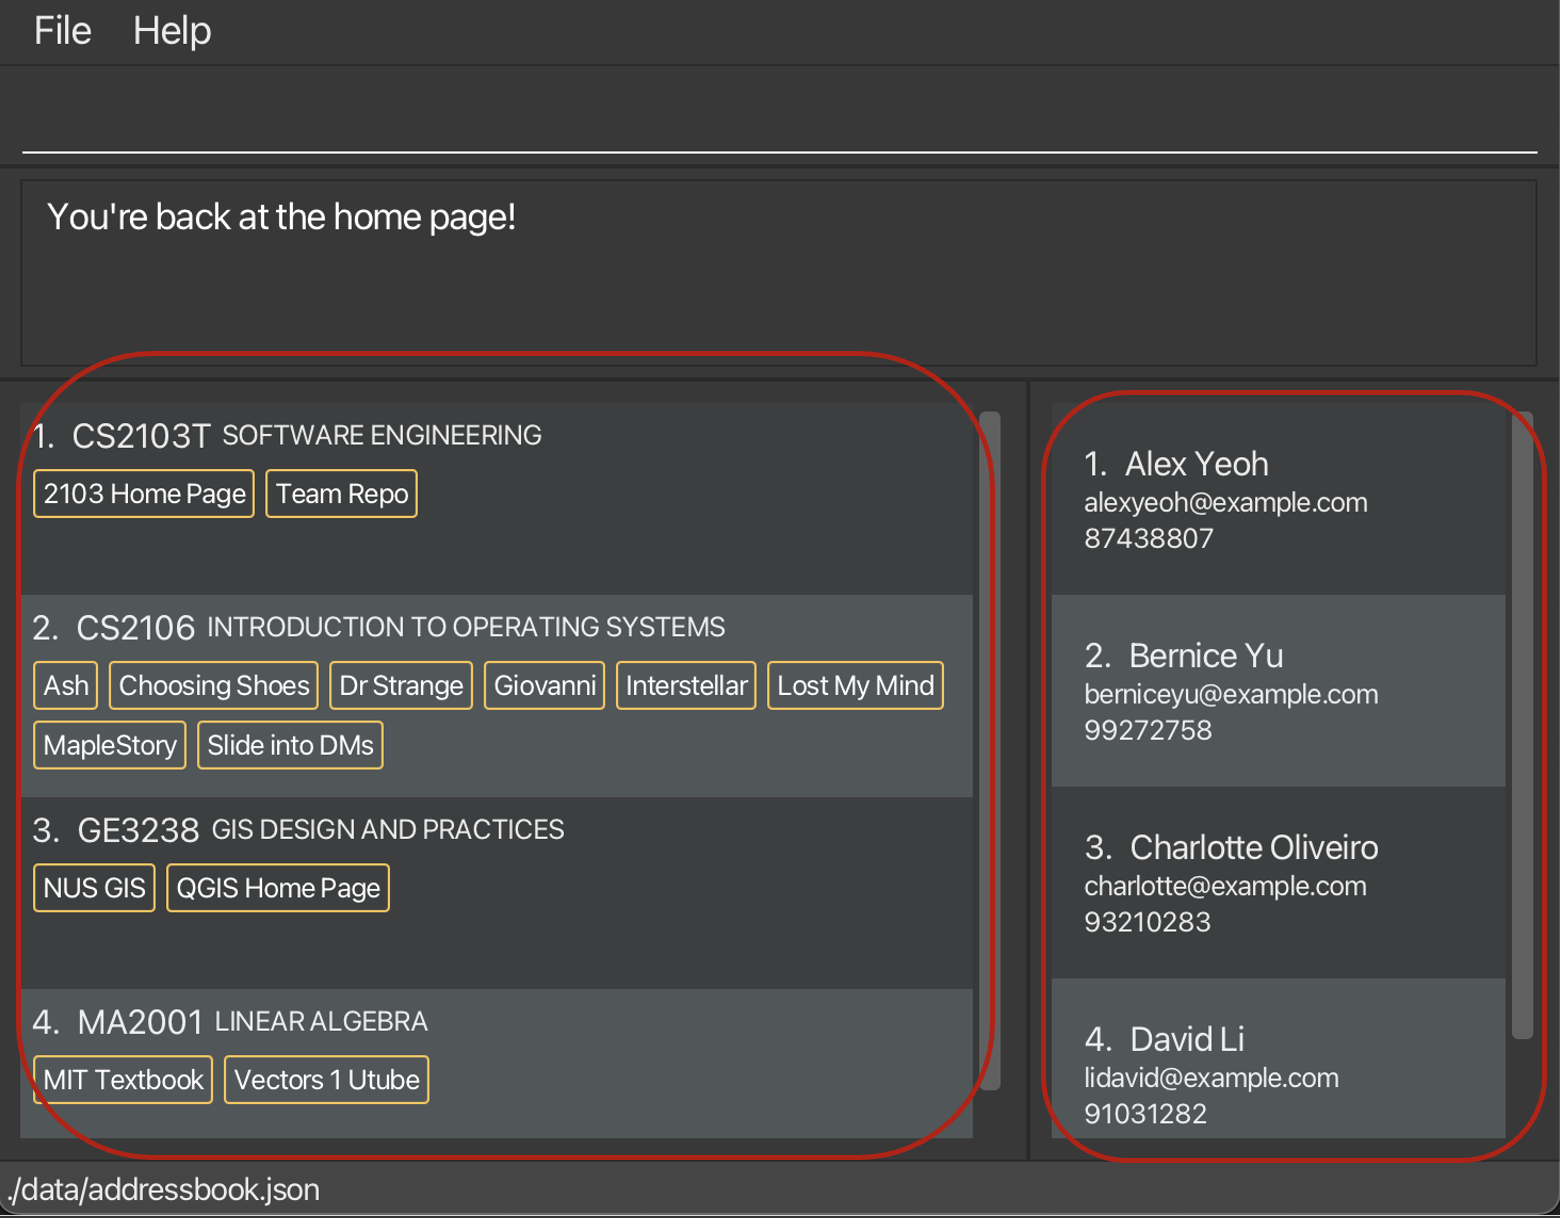 File Help
You're back at the home page!
1. CS2103T SOFTWARE ENGINEERING
2103 Home Page Team Repo
2. CS2106 INTRODUCTION TO OPERATING SYSTEMS
Ash Choosing Shoes Dr Strange Giovanni Interstellar Lost My Mind
MapleStory Slide into DMs
3. GE3238 GIS DESIGN AND PRACTICES
NUS GIS QGIS Home Page
4. MA2001 LINEAR ALGEBRA
MIT Textbook Vectors 1 Utube
1. Alex Yeoh
alexyeoh@example.com
87438807
2. Bernice Yu
berniceyu@example.com
99272758
3. Charlotte Oliveiro
charlotte@example.com
93210283
4. David Li
lidavid@example.com
91031282
./data/addressbook.json